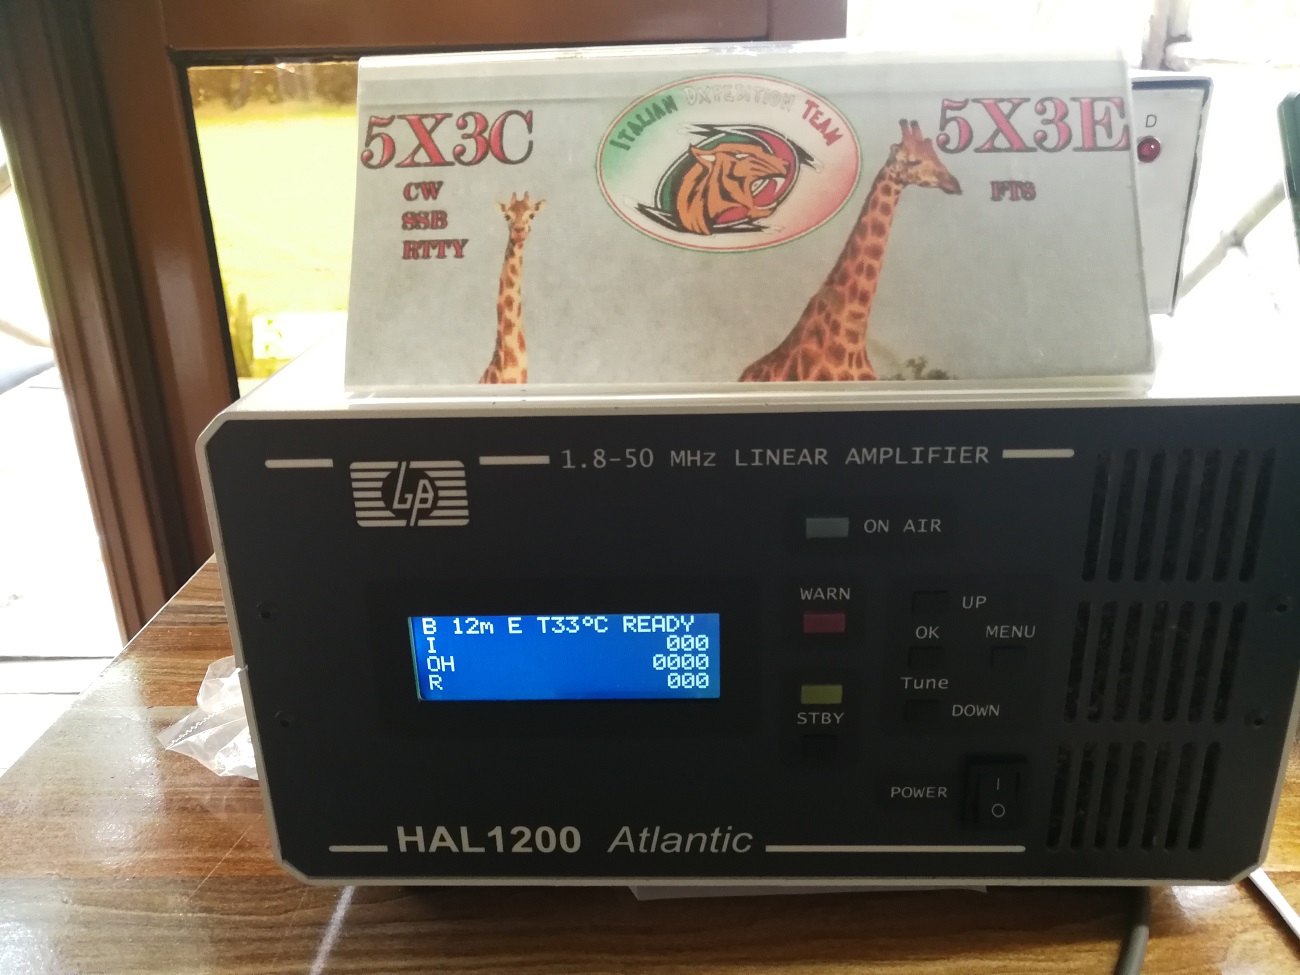 5X3C
CW
SSB
RTTY
ITALIAN DXPEDITION TEAM
5X3E
FT8
D
1.8-50 MHz LINEAR AMPLIFIER
ON AIR
WARN
UP
OK MENU
Tune
DOWN
STBY
B 12m E T33°C READY
I 000
OH 0000
R 000
POWER
I
O
HAL1200 Atlantic